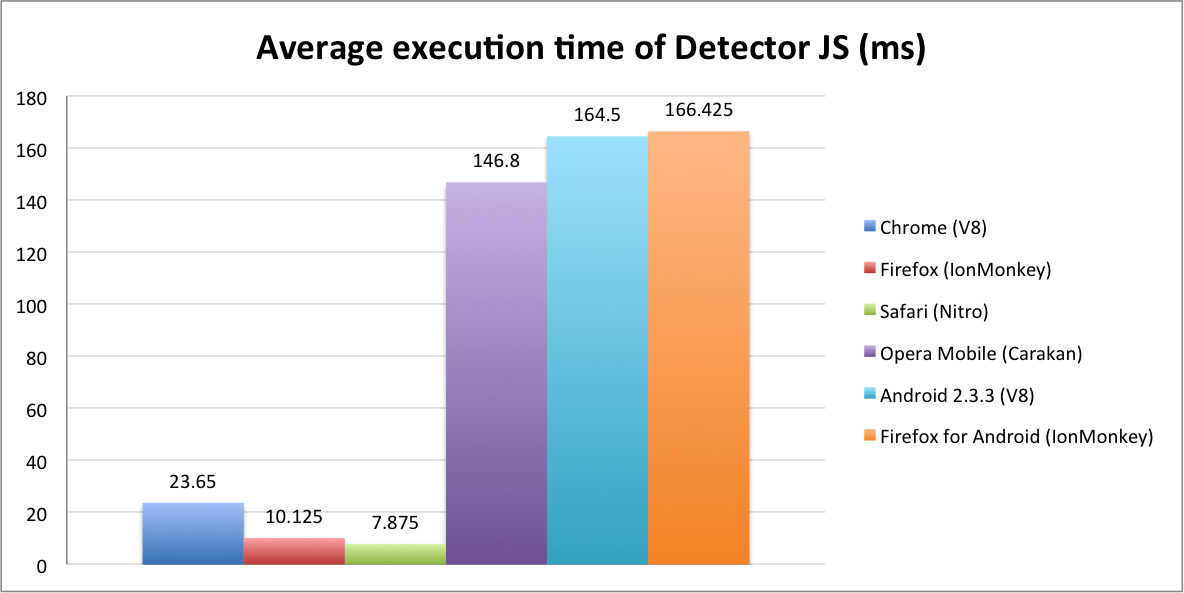 Average execution time of Detector JS (ms)
180
160
140
120
100
80
60
40
20
0
23.65
10.125
7.875
146.8
164.5
166.425
Chrome (V8)
Firefox (IonMonkey)
Safari (Nitro)
Opera Mobile (Carakan)
Android 2.3.3 (V8)
Firefox for Android (IonMonkey)